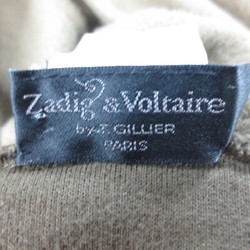 Zadig & Voltaire
by T. GILLIER
PARIS